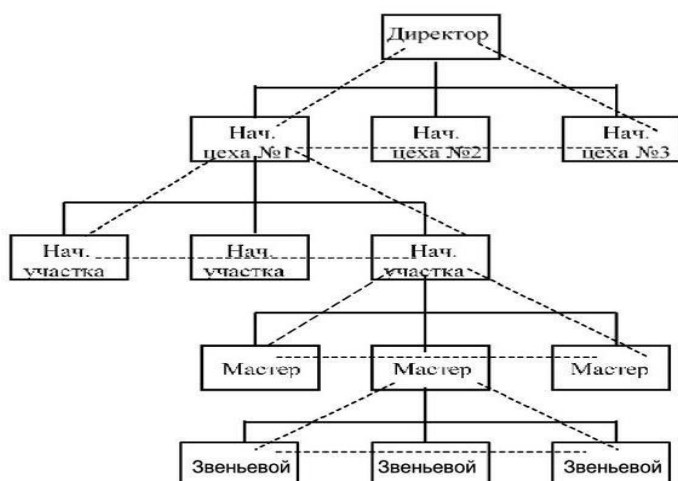 Директор
Нач.
цеха №1
Нач.
цеха №2
Нач.
цеха №3
Нач.
участка
Нач.
участка
Нач.
участка
Мастер
Мастер
Мастер
Звеньевой
Звеньевой
Звеньевой